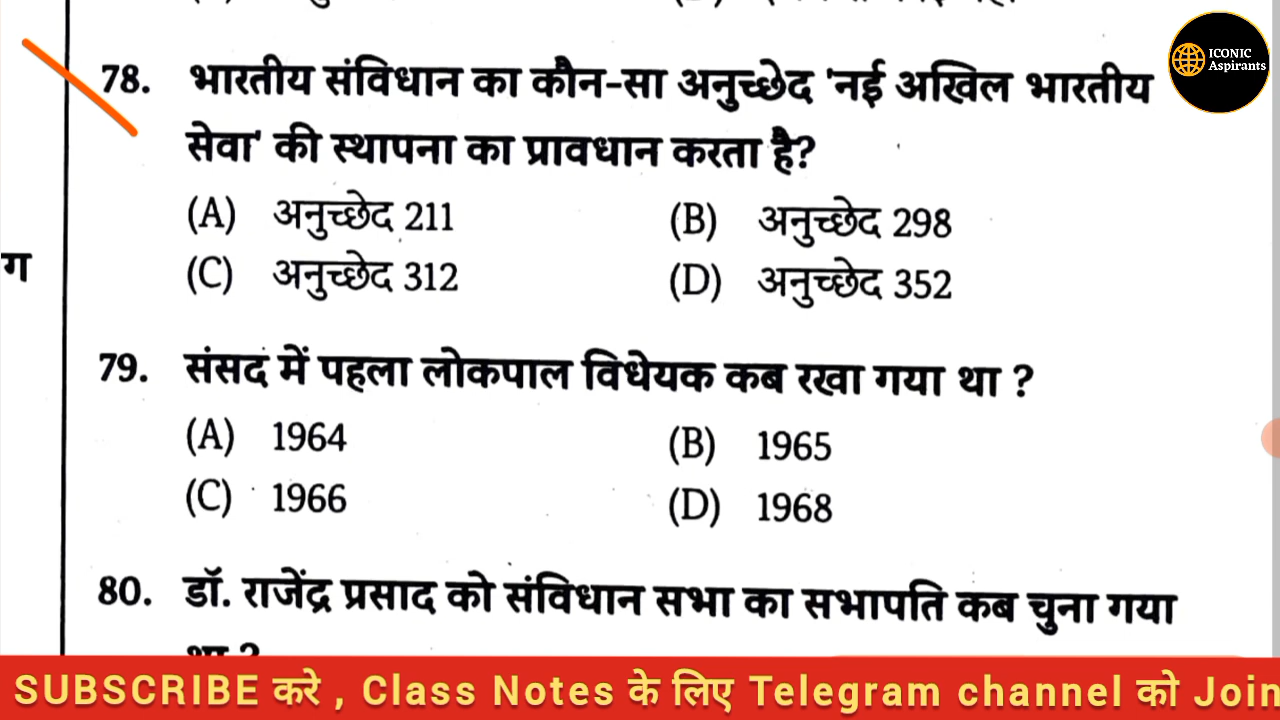 ICONIC
Aspirants
78. भारतीय संविधान का कौन-सा अनुच्छेद 'नई अखिल भारतीय
सेवा' की स्थापना का प्रावधान करता है?
(A) अनुच्छेद 211 (B) अनुच्छेद 298
(C) अनुच्छेद 312 (D) अनुच्छेद 352
ग
79. संसद में पहला लोकपाल विधेयक कब रखा गया था ?
(A) 1964 (B) 1965
(C) 1966 (D) 1968
80. डॉ. राजेंद्र प्रसाद को संविधान सभा का सभापति कब चुना गया
SUBSCRIBE करे , Class Notes के लिए Telegram channel को Join